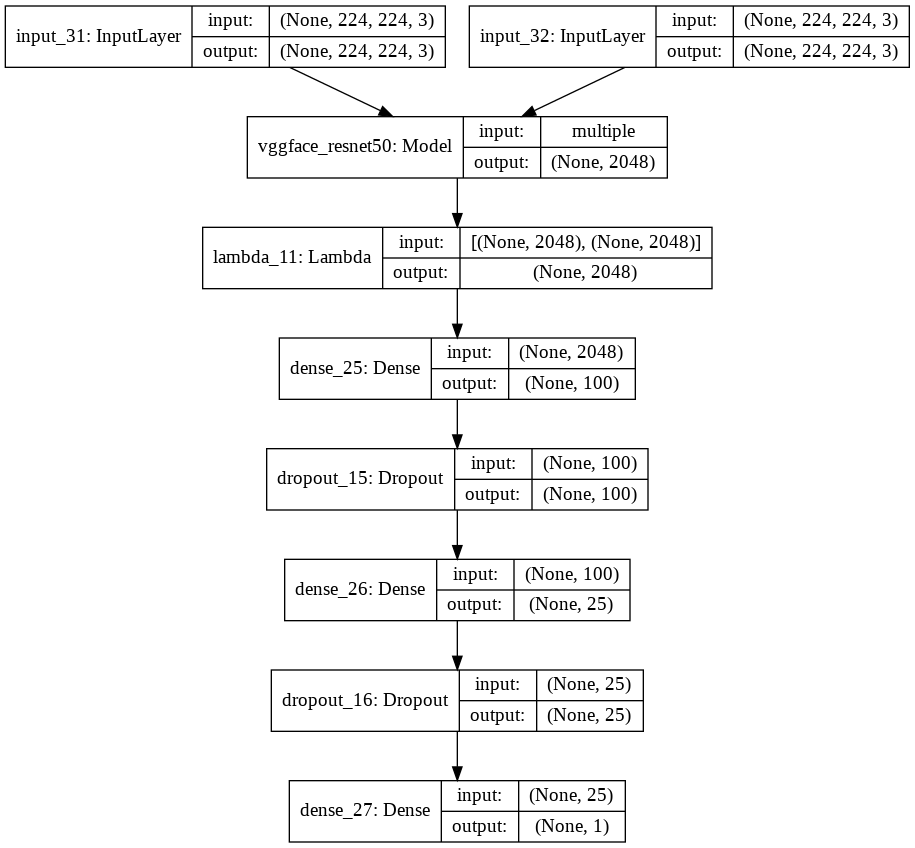 input_31: InputLayer
input:
(None, 224, 224, 3)
output:
(None, 224, 224, 3)
input_32: InputLayer
input:
(None, 224, 224, 3)
output:
(None, 224, 224, 3)
vggface_resnet50: Model
input:
multiple
output:
(None, 2048)
lambda_11: Lambda
input:
[(None, 2048), (None, 2048)]
output:
(None, 2048)
dense_25: Dense
input:
(None, 2048)
output:
(None, 100)
dropout_15: Dropout
input:
(None, 100)
output:
(None, 100)
dense_26: Dense
input:
(None, 100)
output:
(None, 25)
dropout_16: Dropout
input:
(None, 25)
output:
(None, 25)
dense_27: Dense
input:
(None, 25)
output:
(None, 1)